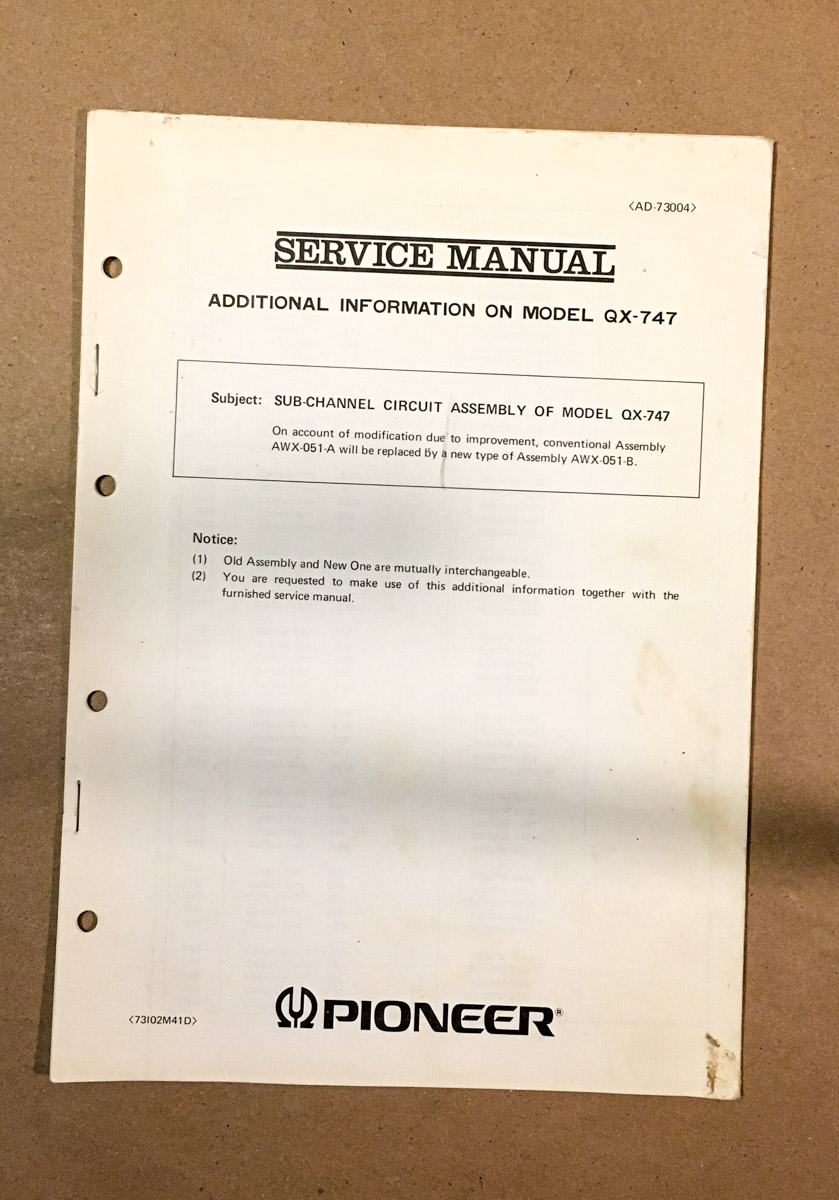 <AD-73004>
SERVICE MANUAL
ADDITIONAL INFORMATION ON MODEL QX-747
Subject: SUB-CHANNEL CIRCUIT ASSEMBLY OF MODEL QX-747
On account of modification due to improvement, conventional Assembly
AWX-051-A will be replaced by a new type of Assembly AWX-051-B.
Notice:
(1) Old Assembly and New One are mutually interchangeable.
(2) You are requested to make use of this additional information together with the
furnished service manual.
<73I02M41D>
PIONEER®